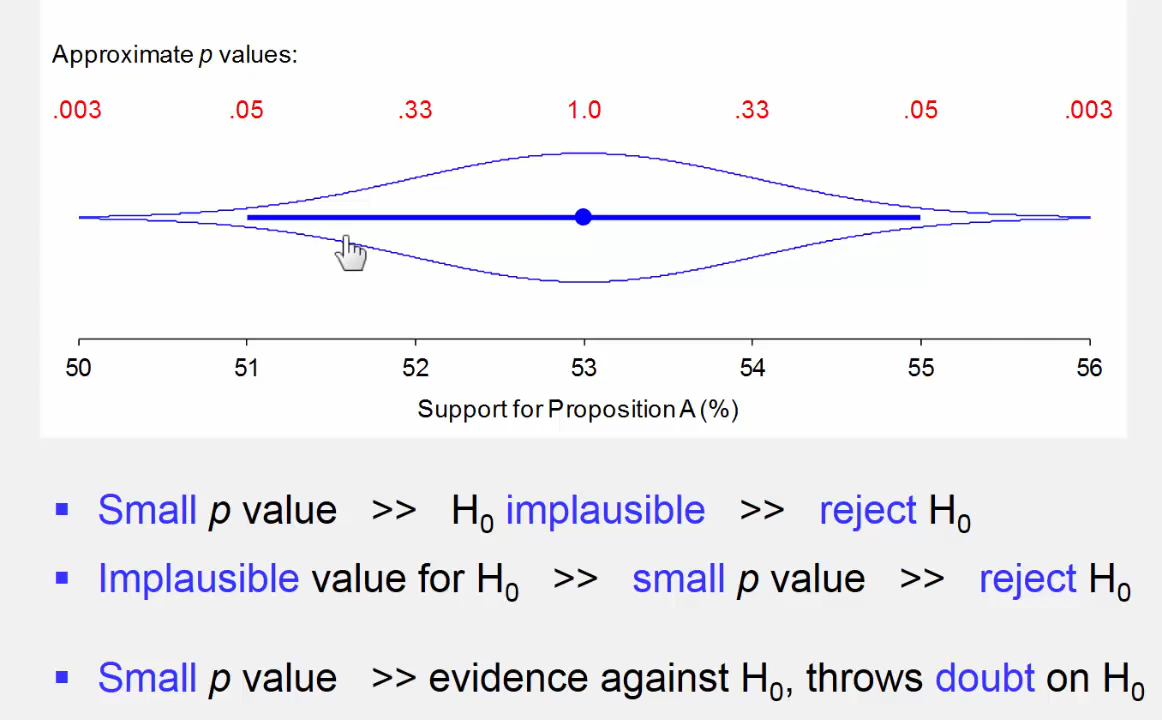 Approximate p values:
.003 .05 .33 1.0 .33 .05 .003
50 51 52 53 54 55 56
Support for Proposition A (%)
▪ Small p value >> H₀ implausible >> reject H₀
▪ Implausible value for H₀ >> small p value >> reject H₀
▪ Small p value >> evidence against H₀, throws doubt on H₀